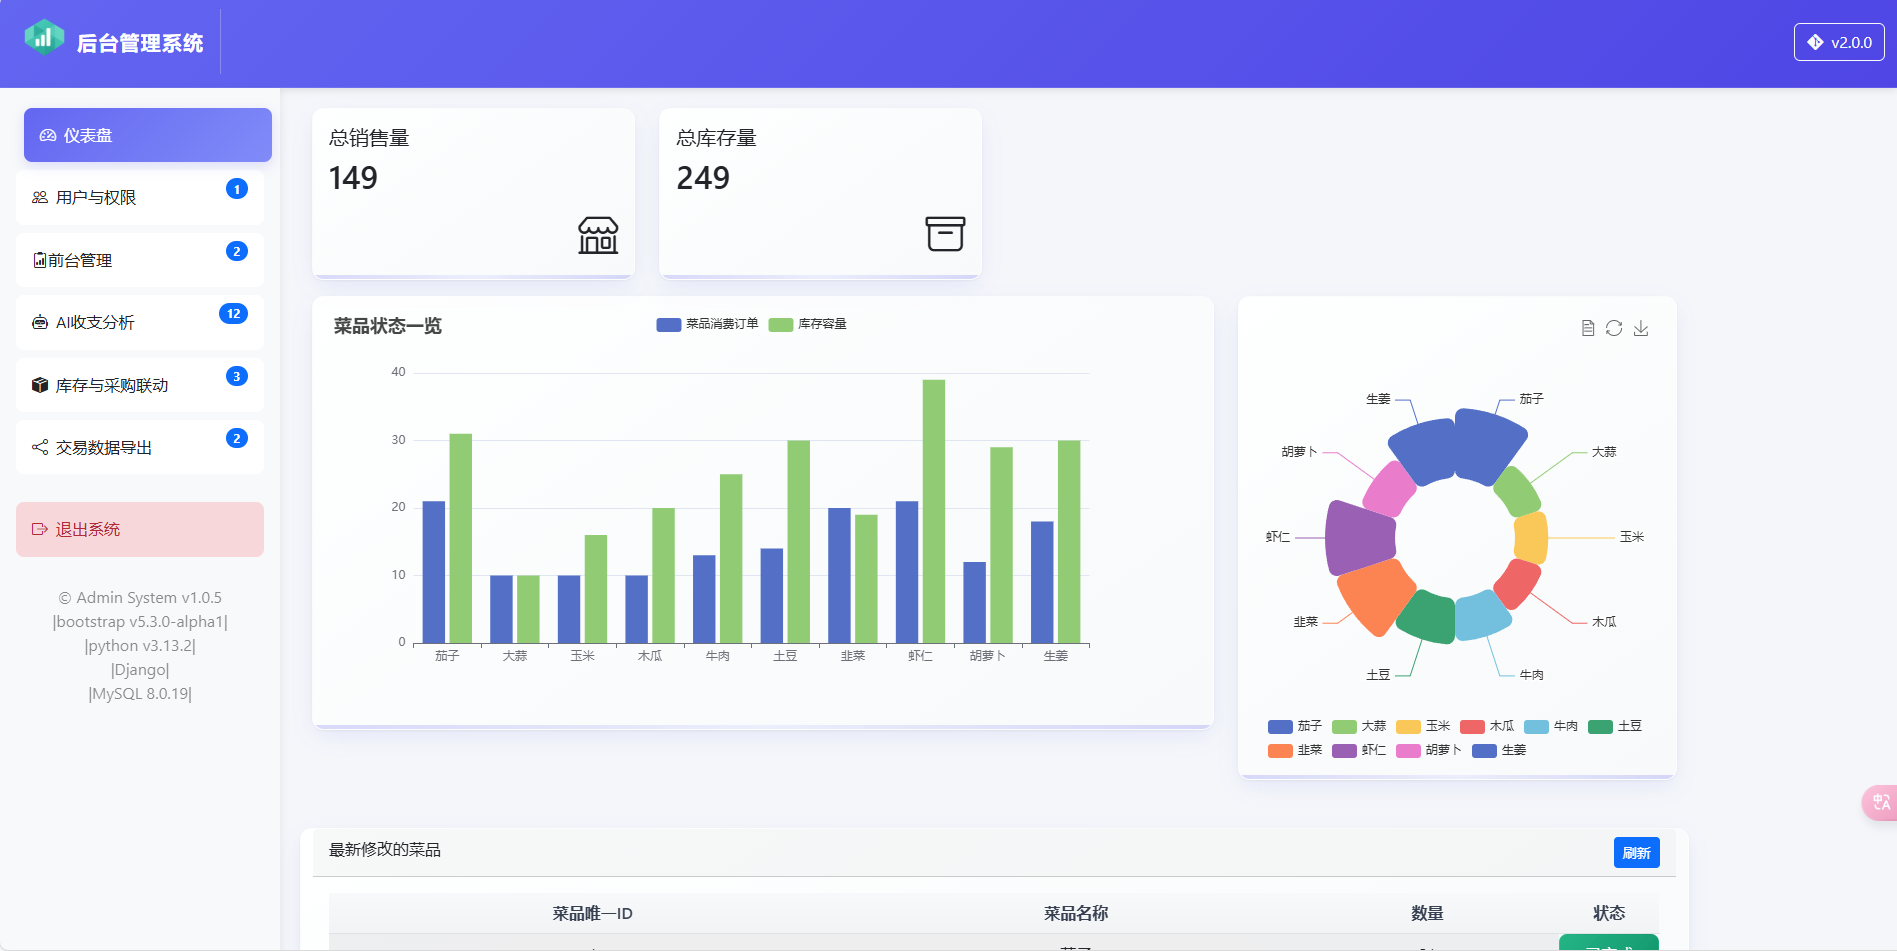 后台管理系统
v2.0.0
仪表盘
用户与权限
1
前台管理
2
AI收支分析
12
库存与采购联动
3
交易数据导出
2
退出系统
© Admin System v1.0.5
|bootstrap v5.3.0-alpha1|
|python v3.13.2|
|Django|
|MySQL 8.0.19|
总销售量
149
总库存量
249
菜品状态一览
菜品消费订单 库存容量
40
30
20
10
0
茄子 大蒜 玉米 木瓜 牛肉 土豆 韭菜 虾仁 胡萝卜 生姜
生姜 茄子
胡萝卜 大蒜
虾仁 玉米
韭菜 木瓜
土豆 牛肉
茄子 大蒜 玉米 木瓜 牛肉 土豆
韭菜 虾仁 胡萝卜 生姜
中A
最新修改的菜品
刷新
菜品唯一ID 菜品名称 数量 状态